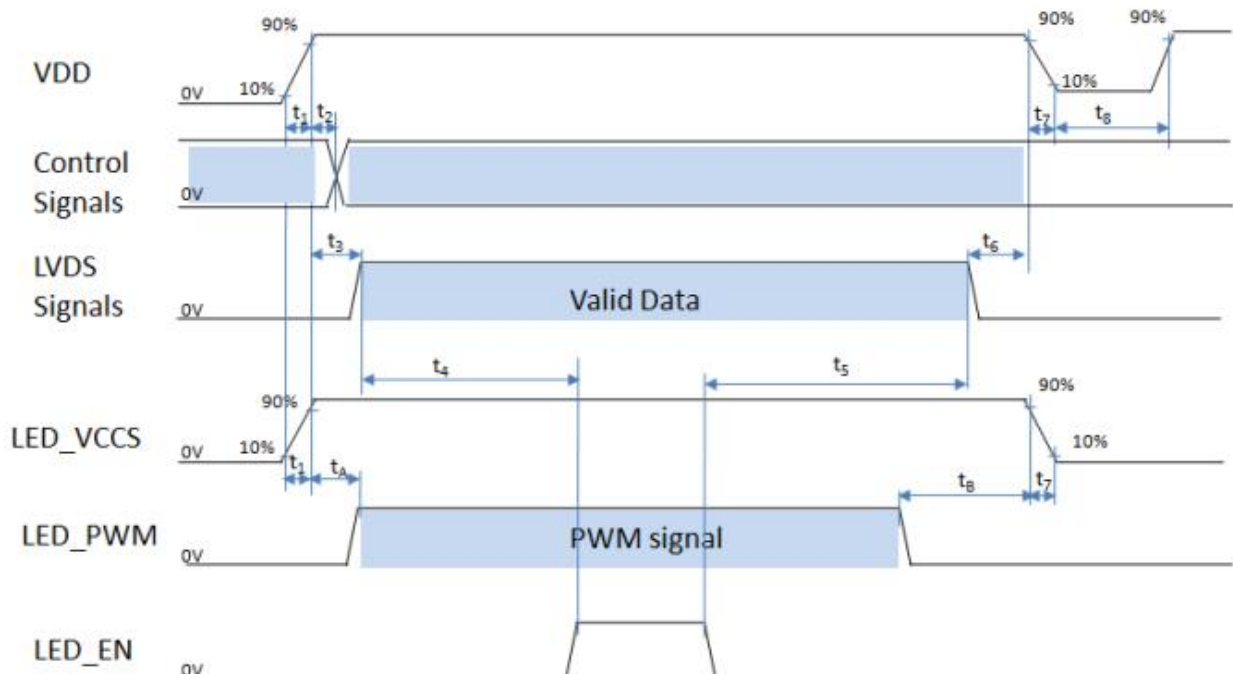 90% 90% 90%
VDD
0V 10% 10%
t1 t2 t7 t8
Control
Signals
0V
t3 t6
LVDS
Signals
0V
Valid Data
t4 t5
90% 90%
LED_VCCS
0V 10% 10%
t1 tA tB t7
LED_PWM
0V
PWM signal
LED_EN
0V